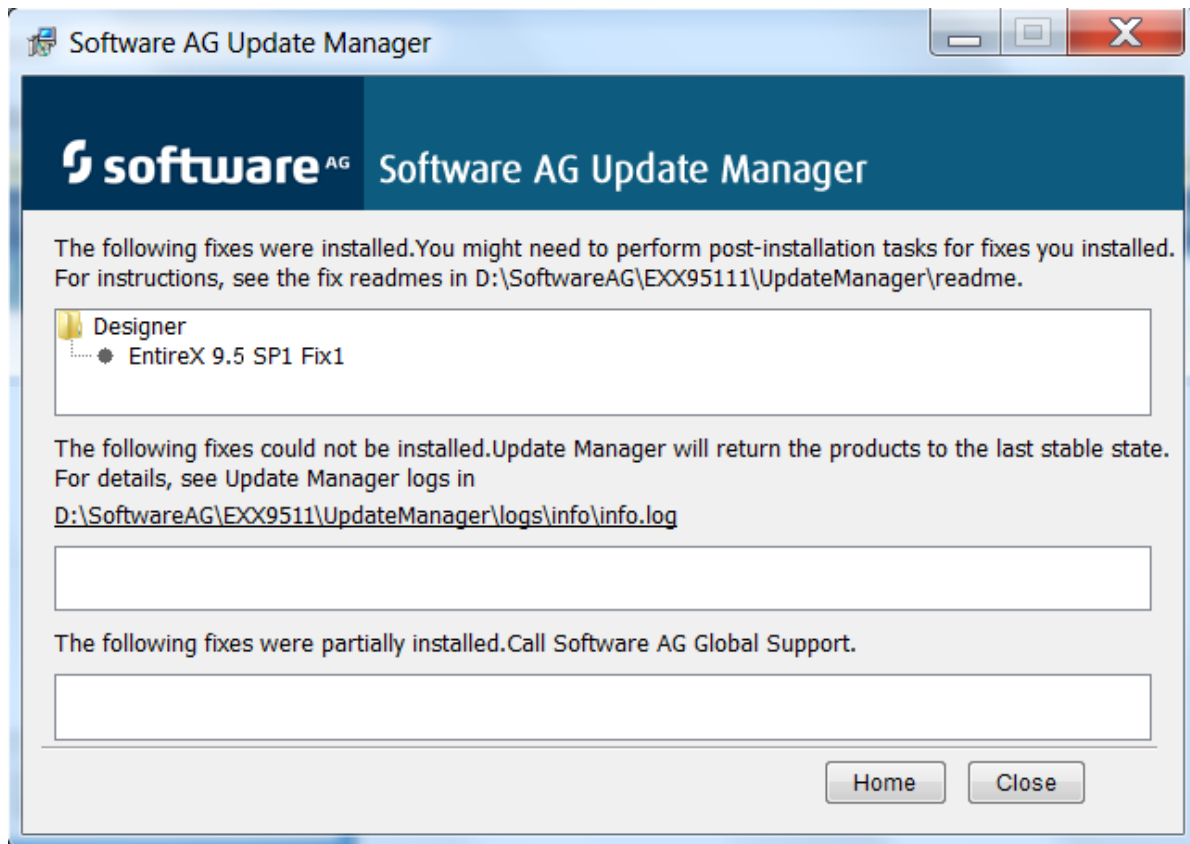 Software AG Update Manager
software AG Software AG Update Manager
The following fixes were installed.You might need to perform post-installation tasks for fixes you installed.
For instructions, see the fix readmes in D:\SoftwareAG\EXX95111\UpdateManager\readme.
Designer
EntireX 9.5 SP1 Fix1
The following fixes could not be installed.Update Manager will return the products to the last stable state.
For details, see Update Manager logs in
D:\SoftwareAG\EXX9511\UpdateManager\logs\info\info.log
The following fixes were partially installed.Call Software AG Global Support.
Home Close